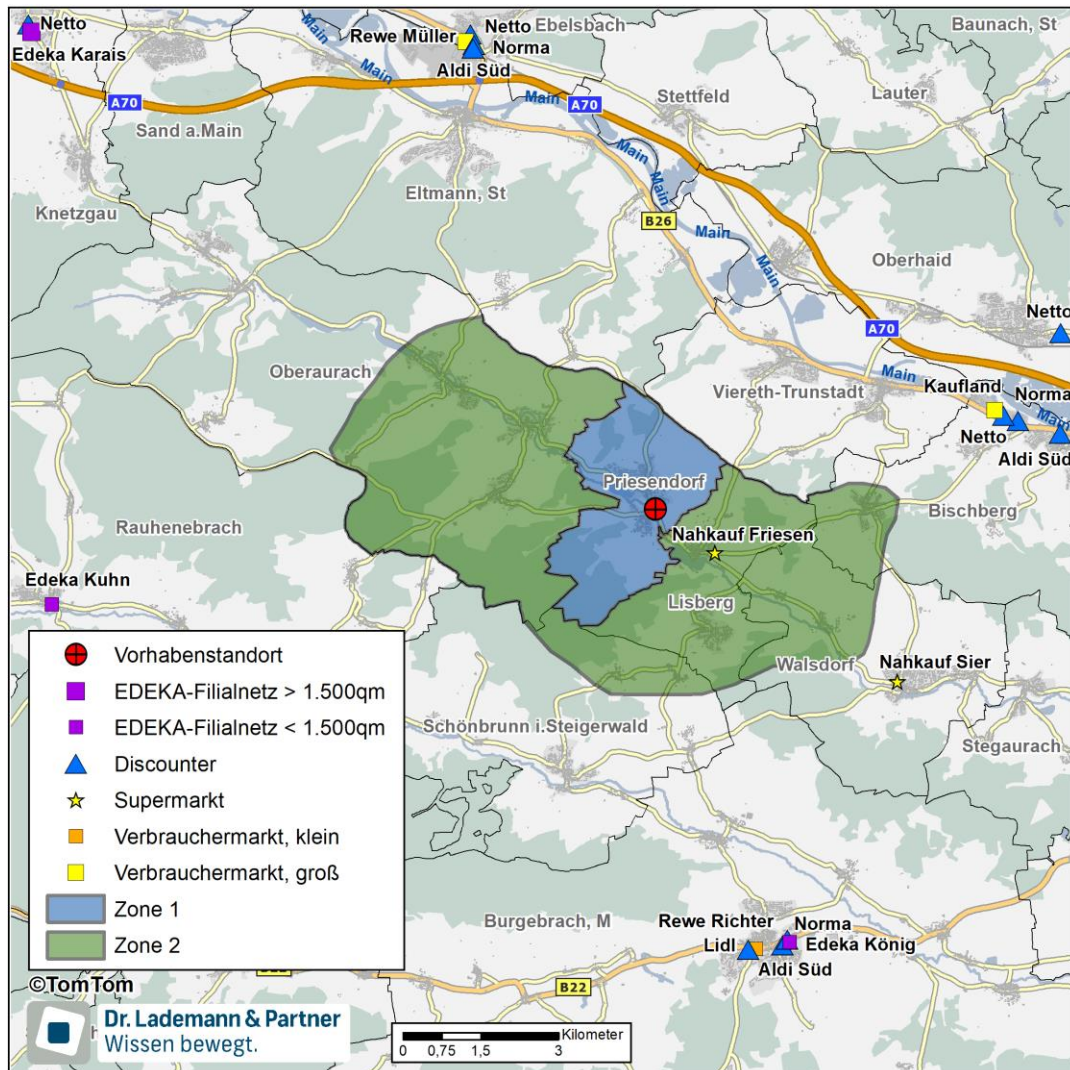 Netto
Edeka Karais
Rewe Müller
Netto
Norma
Aldi Süd
Ebelsbach
Baunach, St
Main
Main
Main
A70
Sand a.Main
A70
Stettfeld
Lauter
Main
Main
Knetzgau
Eltmann, St
B26
Main
Main
Oberhaid
Netto
A70
Oberaurach
Viereth-Trunstadt
Main
Kaufland
Norma
Main
Netto
Aldi Süd
Priesendorf
Bischberg
Rauhenebrach
Nahkauf Friesen
Edeka Kuhn
Lisberg
Walsdorf
Nahkauf Sier
Schönbrunn i.Steigerwald
Stegaurach
Vorhabenstandort
EDEKA-Filialnetz > 1.500qm
EDEKA-Filialnetz < 1.500qm
Discounter
Supermarkt
Verbrauchermarkt, klein
Verbrauchermarkt, groß
Zone 1
Zone 2
Burgebrach, M
Rewe Richter
Norma
Lidl
Edeka König
Aldi Süd
B22
©TomTom
Dr. Lademann & Partner
Wissen bewegt.
Kilometer
0 0,75 1,5 3